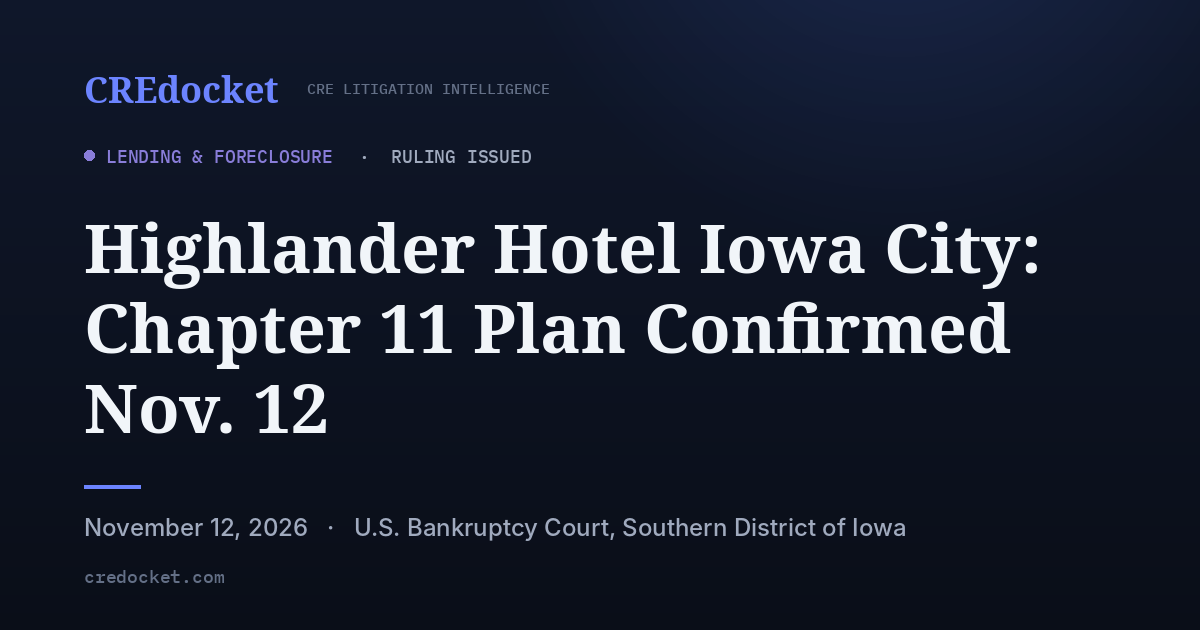 CREdocket CRE LITIGATION INTELLIGENCE
LENDING & FORECLOSURE · RULING ISSUED
Highlander Hotel Iowa City:
Chapter 11 Plan Confirmed
Nov. 12
November 12, 2026 · U.S. Bankruptcy Court, Southern District of Iowa
credocket.com